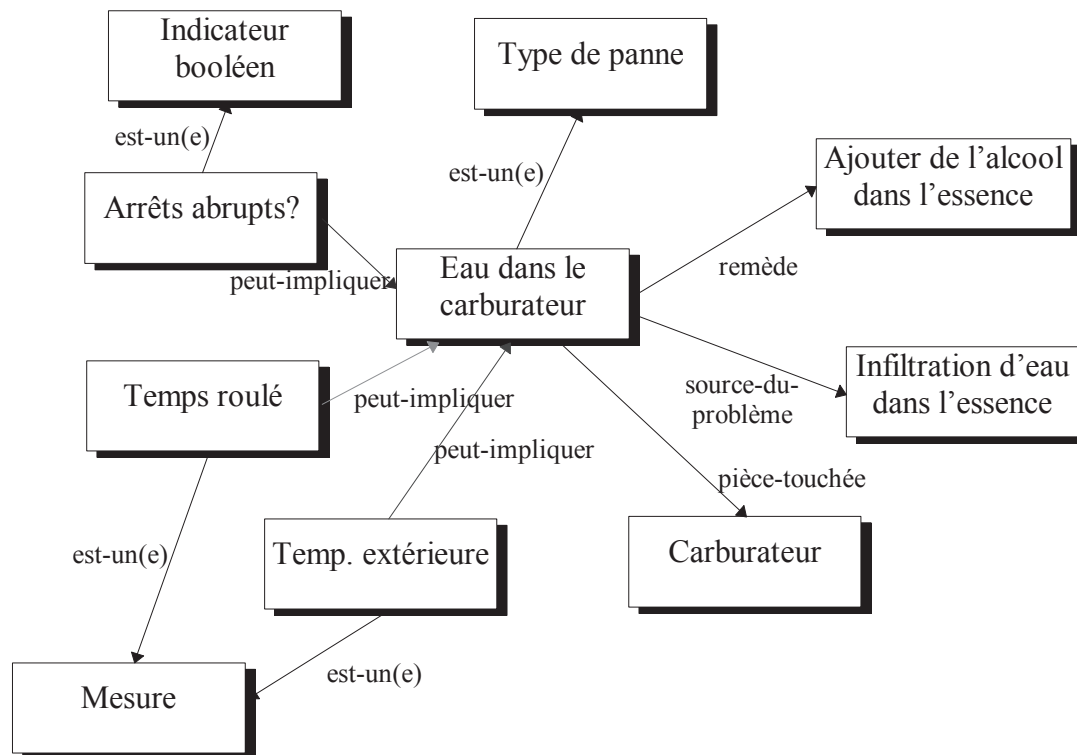 Indicateur
booléen
Type de panne
est-un(e)
est-un(e)
Ajouter de l’alcool
dans l’essence
Arrêts abrupts?
peut-impliquer
Eau dans le
carburateur
remède
Temps roulé
peut-impliquer
source-du-
problème
Infiltration d’eau
dans l’essence
peut-impliquer
pièce-touchée
est-un(e)
Temp. extérieure
Carburateur
est-un(e)
Mesure